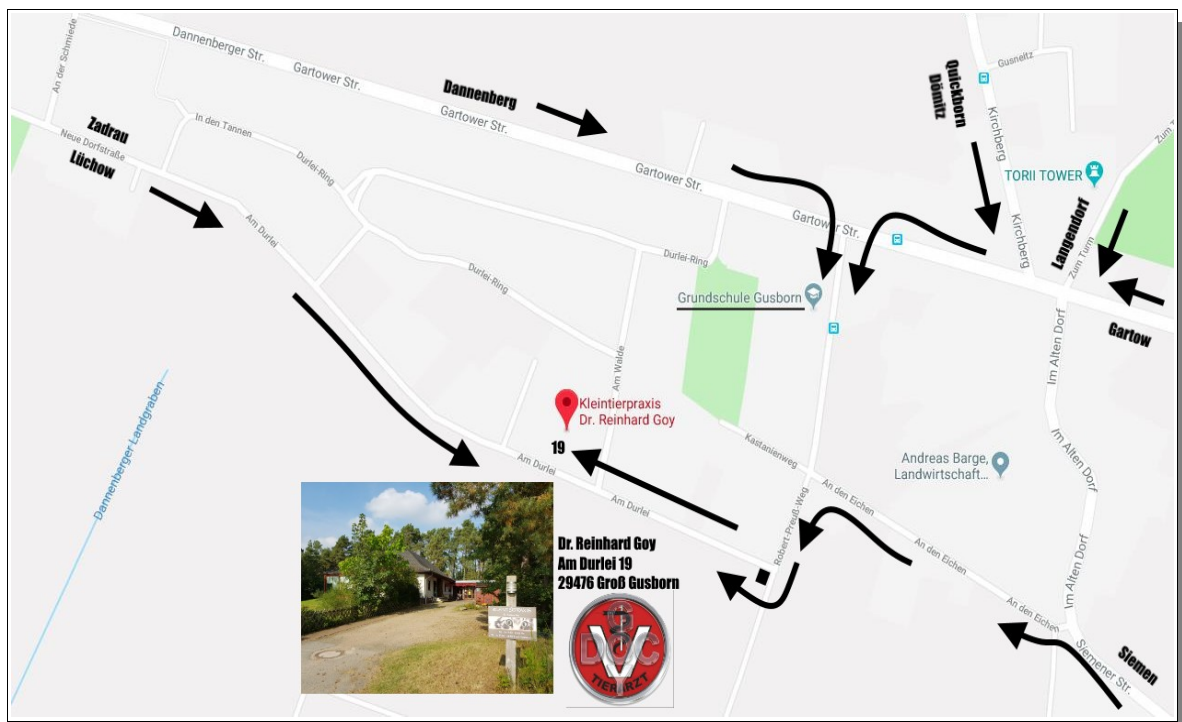 Dannenberger Str.
Gartower Str.
Dannenberg
Gartower Str.
Quickborn
Dömitz
Gusneitz
An der Schmiede
Kirchberg
Zadrau
In den Tannen
Neue Dorfstraße
Lüchow
Durlei-Ring
Gartower Str.
TORII TOWER
Langendorf
Am Durlei
Gartower Str.
Kirchberg
Zum Turm
Durlei-Ring
Durlei-Ring
Grundschule Gusborn
Gartow
Im Alten Dorf
Am Walde
Kleintierpraxis
Dr. Reinhard Goy
19
Dannenberger Landgraben
Kastanienweg
Andreas Barge,
Landwirtschaft...
Im Alten Dorf
Am Durlei
Am Durlei
An den Eichen
Robert-Preuß-Weg
An den Eichen
Im Alten Dorf
Dr. Reinhard Goy
Am Durlei 19
29476 Groß Gusborn
An den Eichen
Siemen
Siemener Str.
DOC
V
TIERARZT